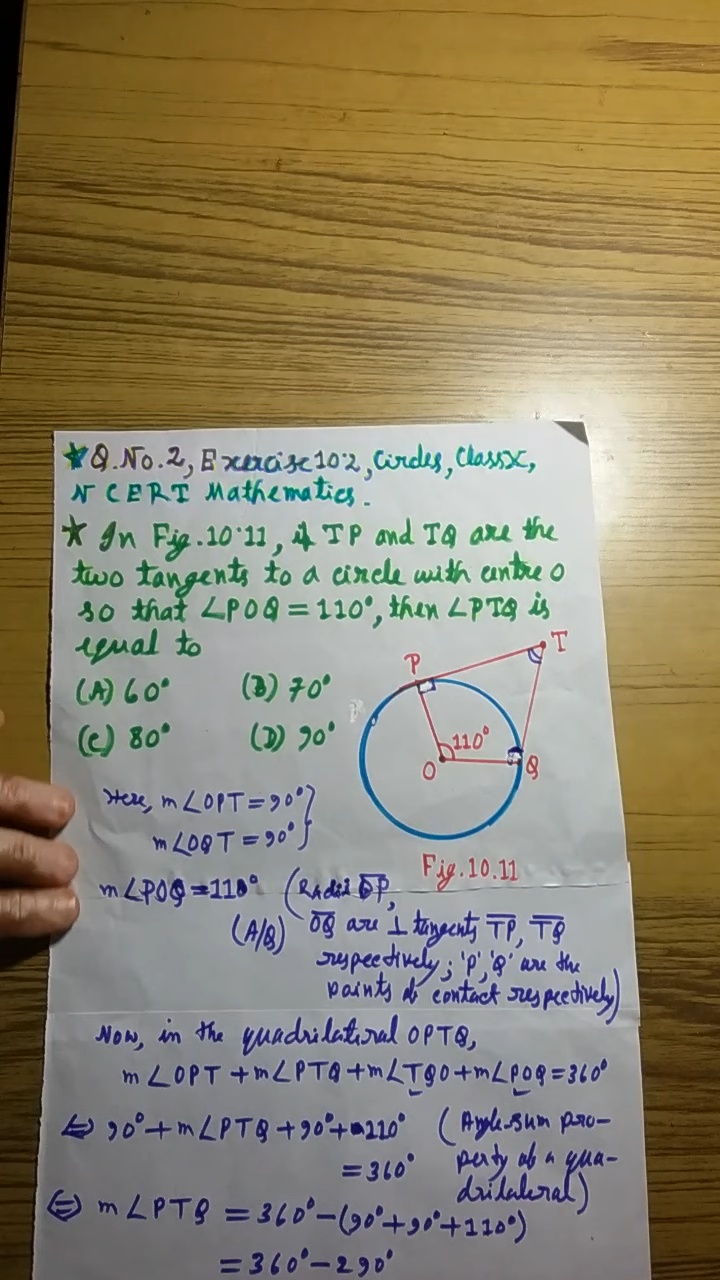 ★ Q.No.2, Exercise 10.2, Circles, Class X,
NCERT Mathematics.
★ In Fig.10.11, if TP and TQ are the
two tangents to a circle with centre O
so that ∠POQ = 110°, then ∠PTQ is
equal to
(A) 60° (B) 70°
(C) 80° (D) 90°
P
T
110°
O
Q
Fig.10.11
Here, m∠OPT = 90° }
m∠OQT = 90° }
m∠POQ = 110° (Radii OP,
(A/Q) OQ are ⊥ tangents TP, TQ
respectively; 'P', 'Q' are the
points of contact respectively)
Now, in the quadrilateral OPTQ,
m∠OPT + m∠PTQ + m∠TQO + m∠POQ = 360°
⇔ 90° + m∠PTQ + 90° + 110° (Angle sum pro-
= 360° perty of a qua-
drilateral)
⇔ m∠PTQ = 360° - (90° + 90° + 110°)
= 360° - 290°